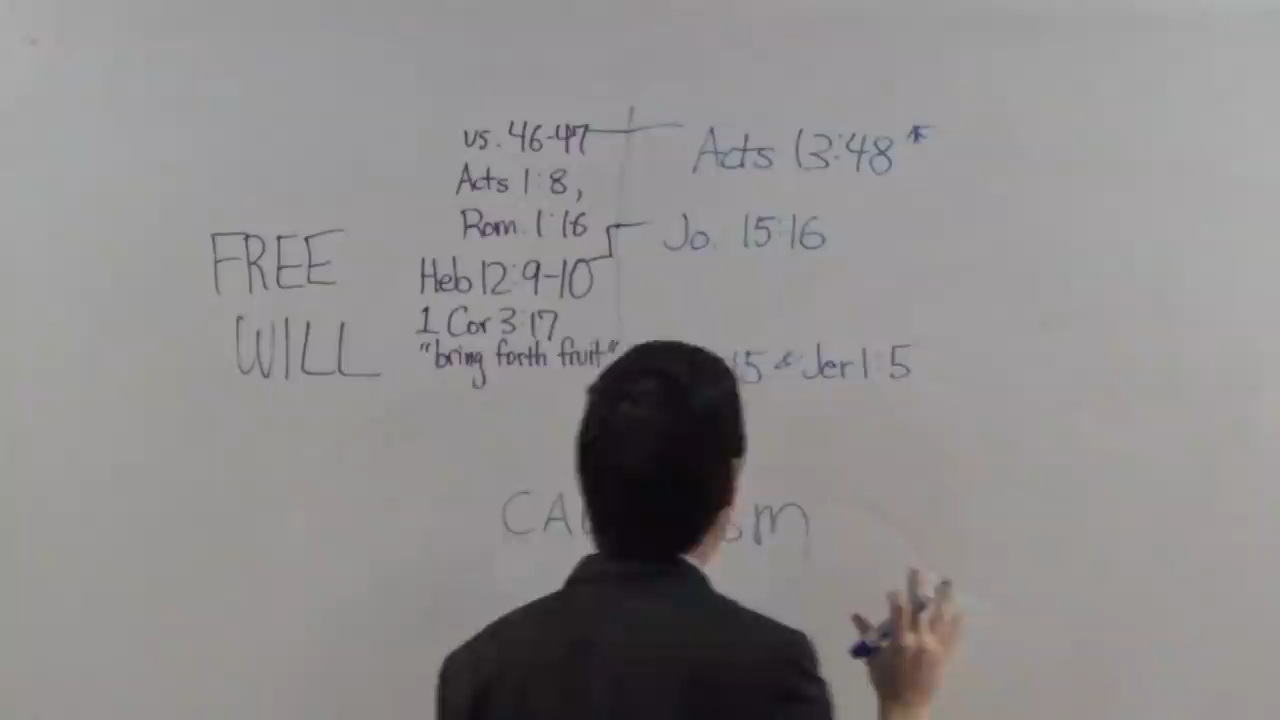 vs. 46-47
Acts 13:48*
Acts 1:8,
Rom. 1:16
Jo. 15:16
FREE
Heb 12:9-10
1 Cor 3:17
WILL
"bring forth fruit"
15 & Jer 1:5